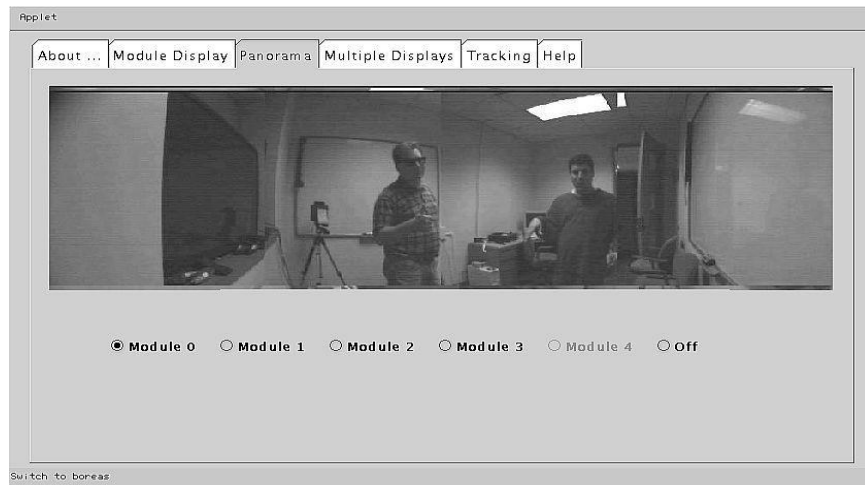 Applet
About ... Module Display Panorama Multiple Displays Tracking Help
Module 0 Module 1 Module 2 Module 3 Module 4 Off
Switch to boreas